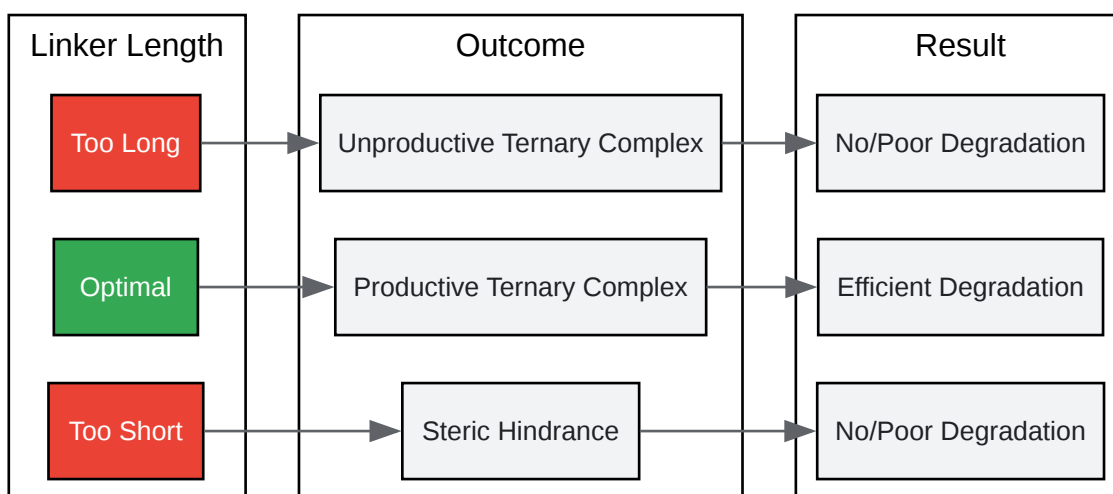 Linker Length
Outcome
Result
Too Long
Unproductive Ternary Complex
No/Poor Degradation
Optimal
Productive Ternary Complex
Efficient Degradation
Too Short
Steric Hindrance
No/Poor Degradation